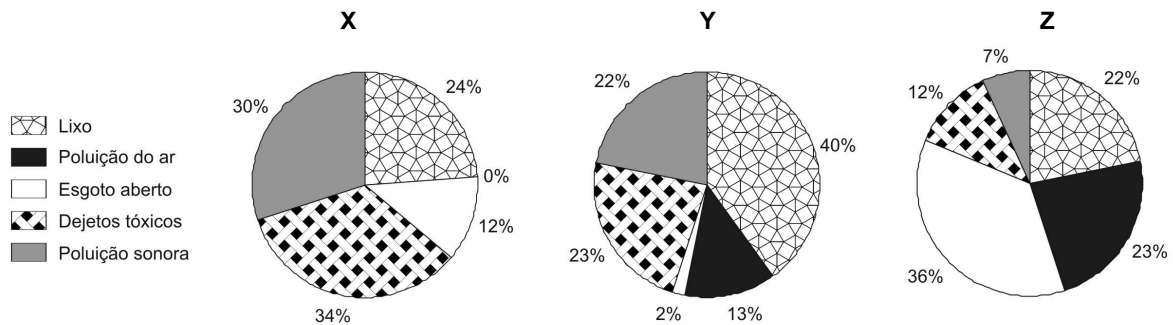 X
Y
Z
Lixo
Poluição do ar
Esgoto aberto
Dejetos tóxicos
Poluição sonora
30%
24%
0%
12%
34%
22%
40%
23%
2%
13%
7%
12%
22%
36%
23%